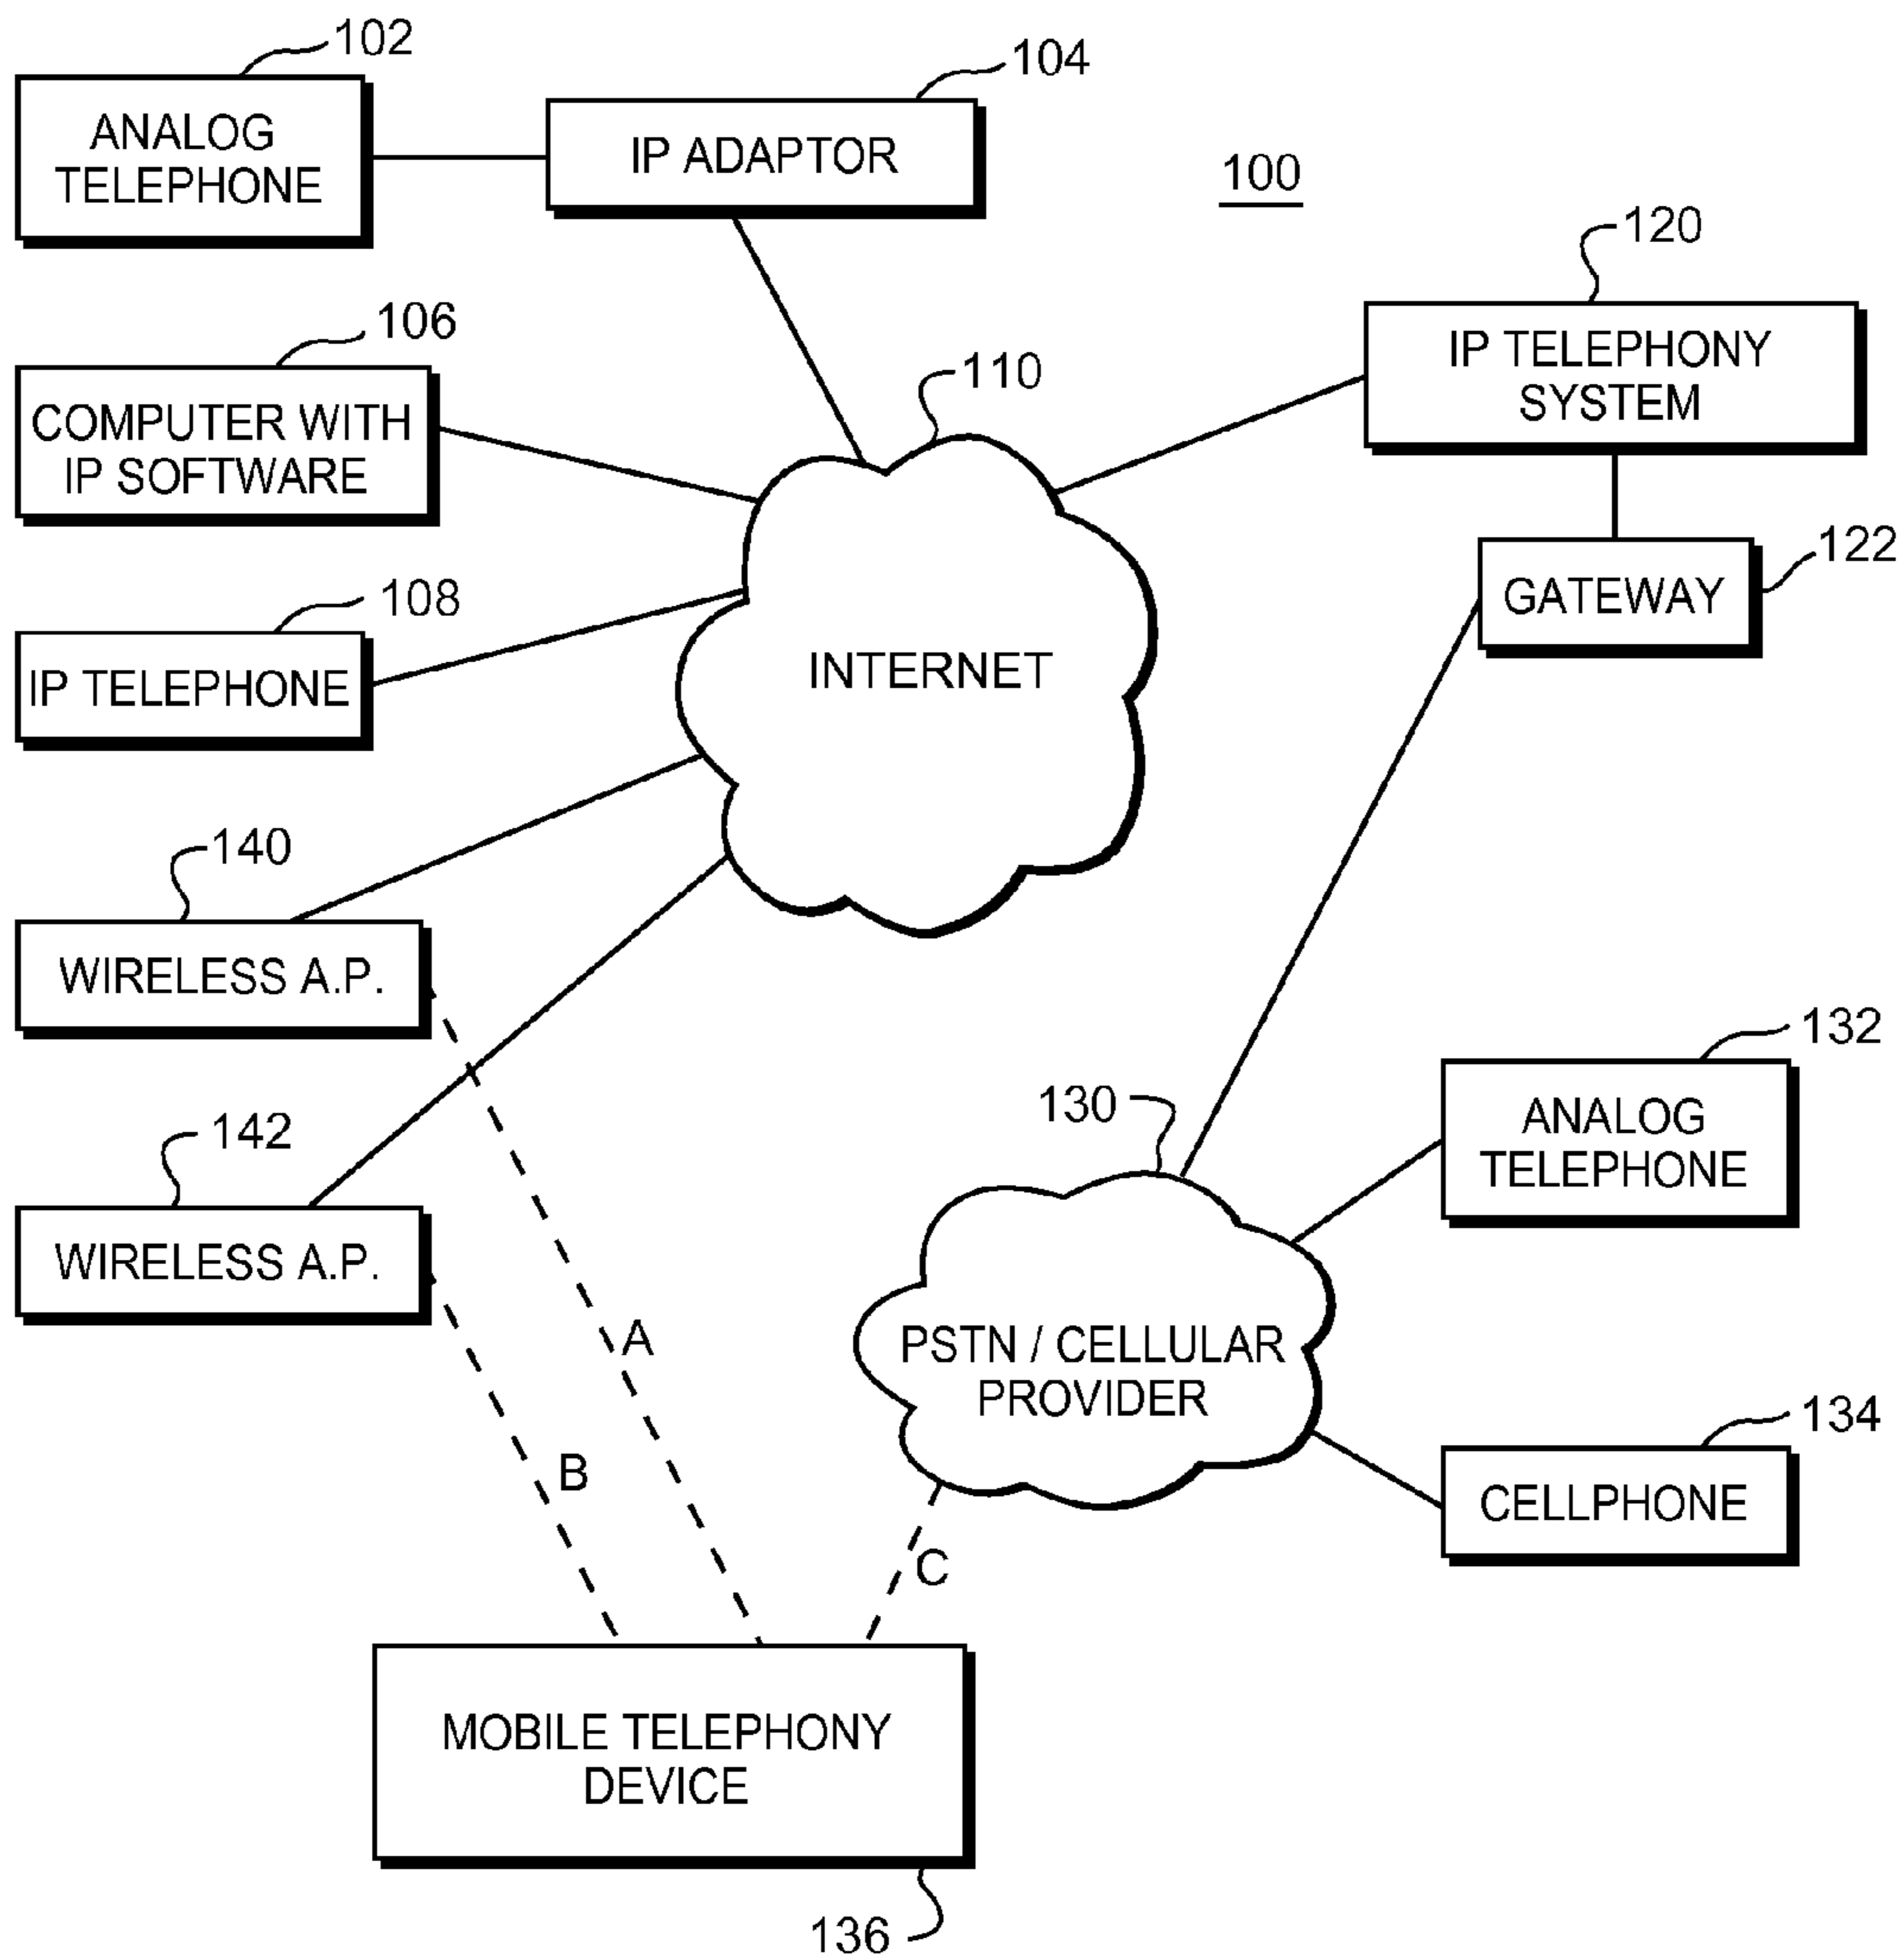 102
ANALOG
TELEPHONE
104
IP ADAPTOR
100
120
IP TELEPHONY
SYSTEM
106
COMPUTER WITH
IP SOFTWARE
110
122
GATEWAY
108
IP TELEPHONE
INTERNET
140
WIRELESS A.P.
132
ANALOG
TELEPHONE
142
WIRELESS A.P.
130
PSTN / CELLULAR
PROVIDER
A
B
C
134
CELLPHONE
MOBILE TELEPHONY
DEVICE
136